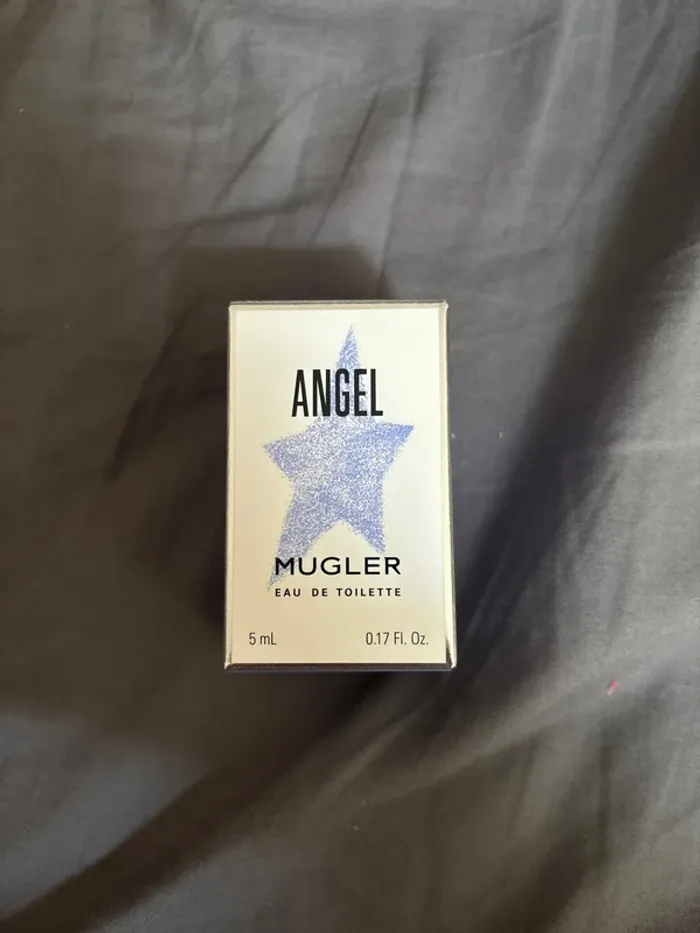 ANGEL
MUGLER
EAU DE TOILETTE
5 mL 0.17 Fl. Oz.